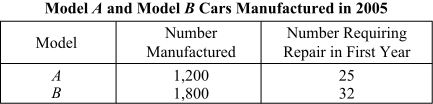 Model A and Model B Cars Manufactured in 2005
Model
Number Manufactured
Number Requiring Repair in First Year
A 1,200 25
B 1,800 32